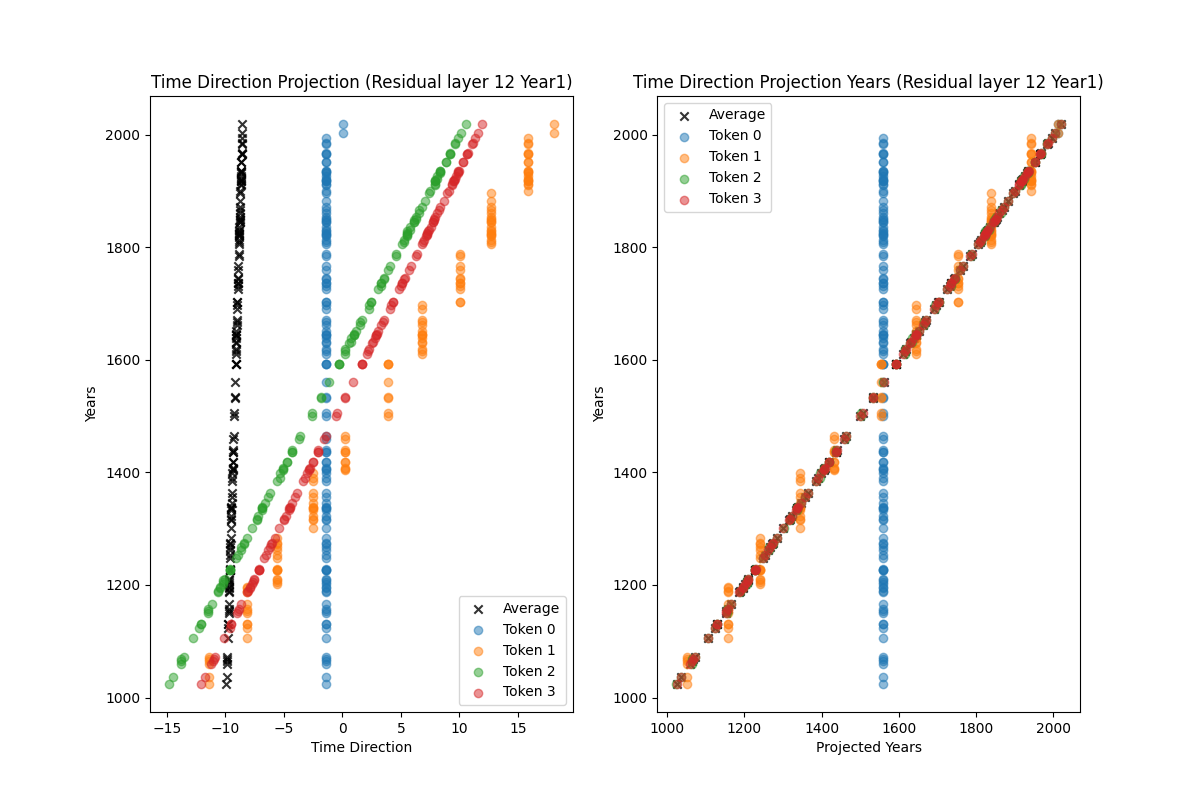 Time Direction Projection (Residual layer 12 Year1)
2000
1800
1600
1400
1200
1000
Years
−15
−10
−5
0
5
10
15
Time Direction
Average
Token 0
Token 1
Token 2
Token 3
Time Direction Projection Years (Residual layer 12 Year1)
Average
Token 0
Token 1
Token 2
Token 3
2000
1800
1600
1400
1200
1000
Years
1000
1200
1400
1600
1800
2000
Projected Years